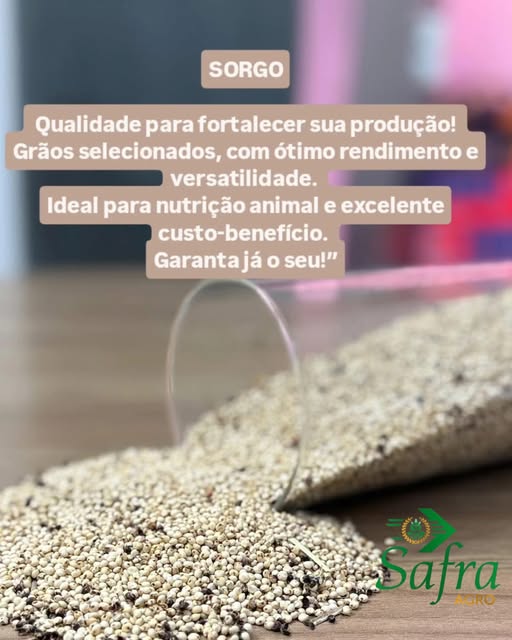 SORGO
Qualidade para fortalecer sua produção!
Grãos selecionados, com ótimo rendimento e
versatilidade.
Ideal para nutrição animal e excelente
custo-benefício.
Garanta já o seu!”
Safra
AGRO